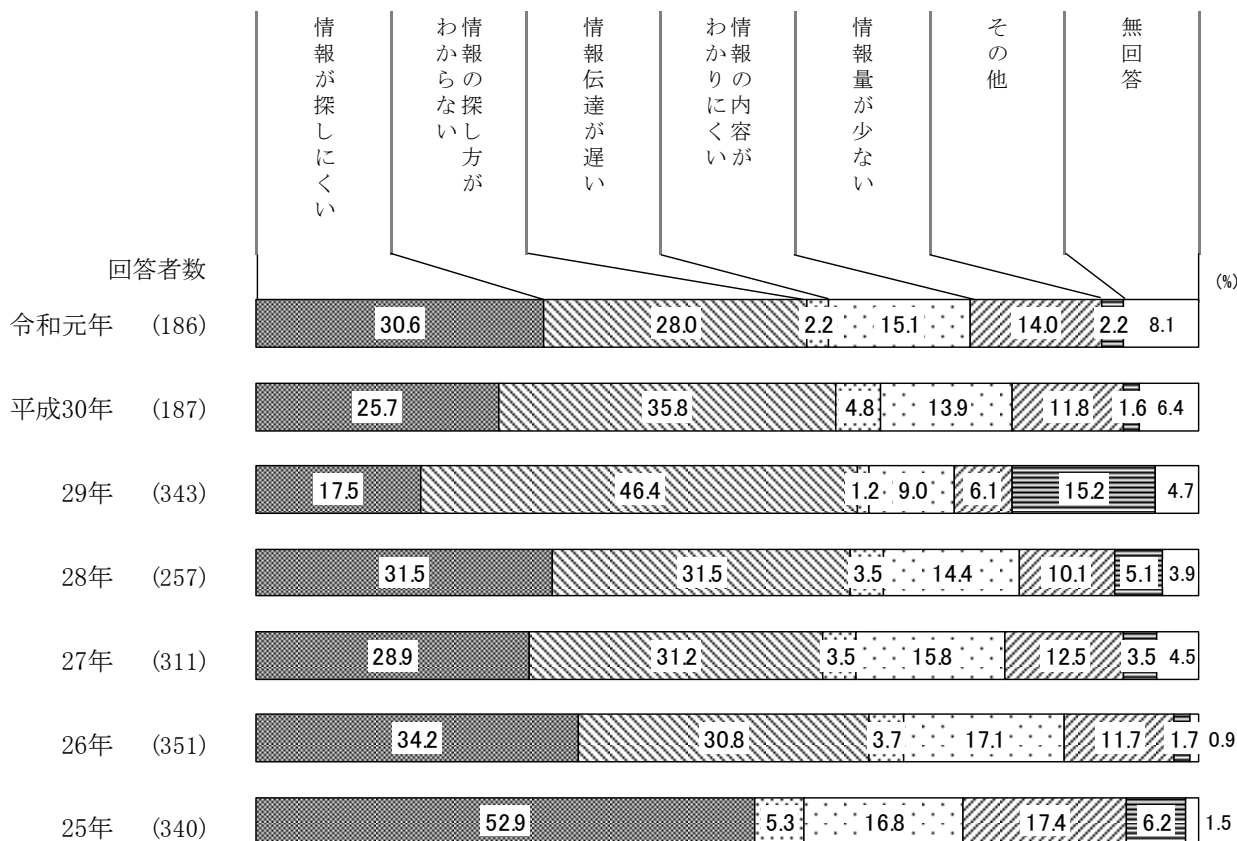 情報が探しにくい
情報の探し方が
わからない
情報伝達が遅い
情報の内容が
わかりにくい
情報量が少ない
その他
無回答
回答者数
(%)
令和元年 (186) 30.6 28.0 2.2 15.1 14.0 2.2 8.1
平成30年 (187) 25.7 35.8 4.8 13.9 11.8 1.6 6.4
29年 (343) 17.5 46.4 1.2 9.0 6.1 15.2 4.7
28年 (257) 31.5 31.5 3.5 14.4 10.1 5.1 3.9
27年 (311) 28.9 31.2 3.5 15.8 12.5 3.5 4.5
26年 (351) 34.2 30.8 3.7 17.1 11.7 1.7 0.9
25年 (340) 52.9 5.3 16.8 17.4 6.2 1.5